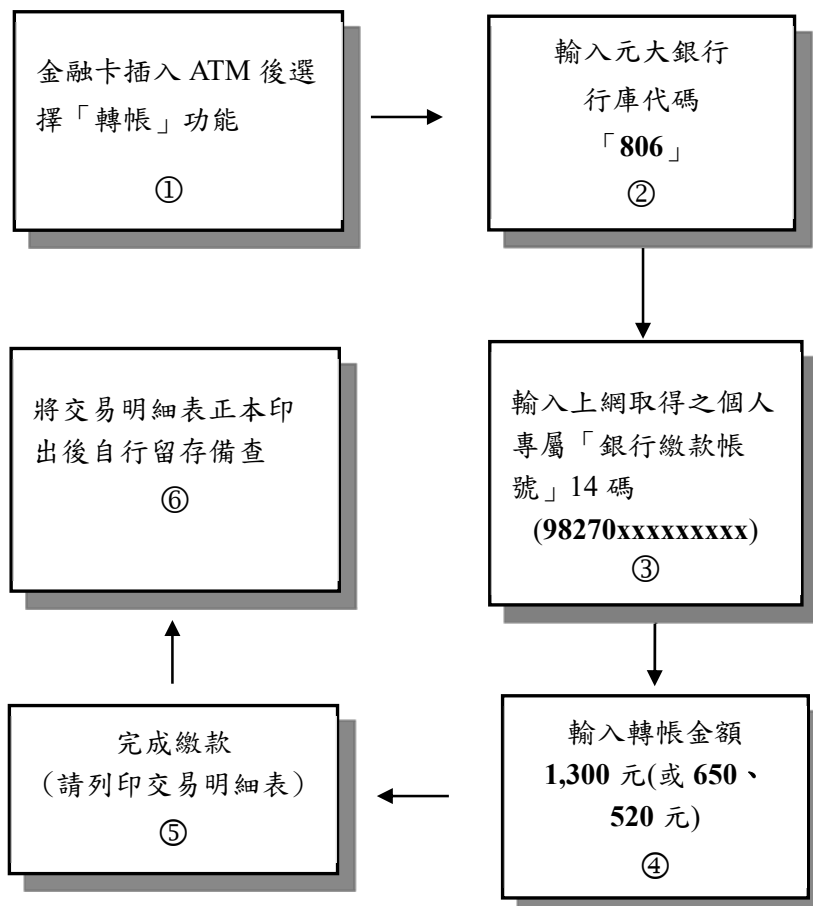 金融卡插入 ATM 後選
擇「轉帳」功能
①
輸入元大銀行
行庫代碼
「806」
②
輸入上網取得之個人
專屬「銀行繳款帳
號」14 碼
(98270xxxxxxxxx)
③
輸入轉帳金額
1,300 元(或 650、
520 元)
④
完成繳款
（請列印交易明細表）
⑤
將交易明細表正本印
出後自行留存備查
⑥